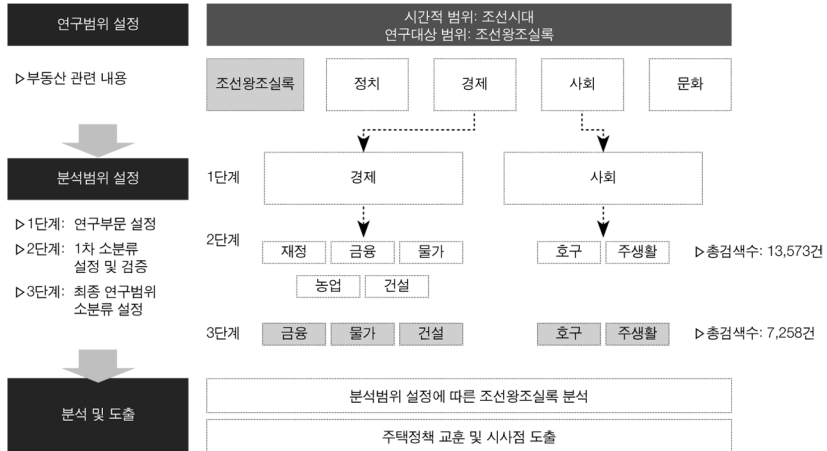 연구범위 설정
시간적 범위: 조선시대
연구대상 범위: 조선왕조실록
▷부동산 관련 내용
조선왕조실록
정치
경제
사회
문화
분석범위 설정
1단계
경제
사회
▷1단계: 연구부문 설정
▷2단계: 1차 소분류
설정 및 검증
▷3단계: 최종 연구범위
소분류 설정
2단계
재정
금융
물가
호구
주생활
▷총검색수: 13,573건
농업
건설
3단계
금융
물가
건설
호구
주생활
▷총검색수: 7,258건
분석 및 도출
분석범위 설정에 따른 조선왕조실록 분석
주택정책 교훈 및 시사점 도출